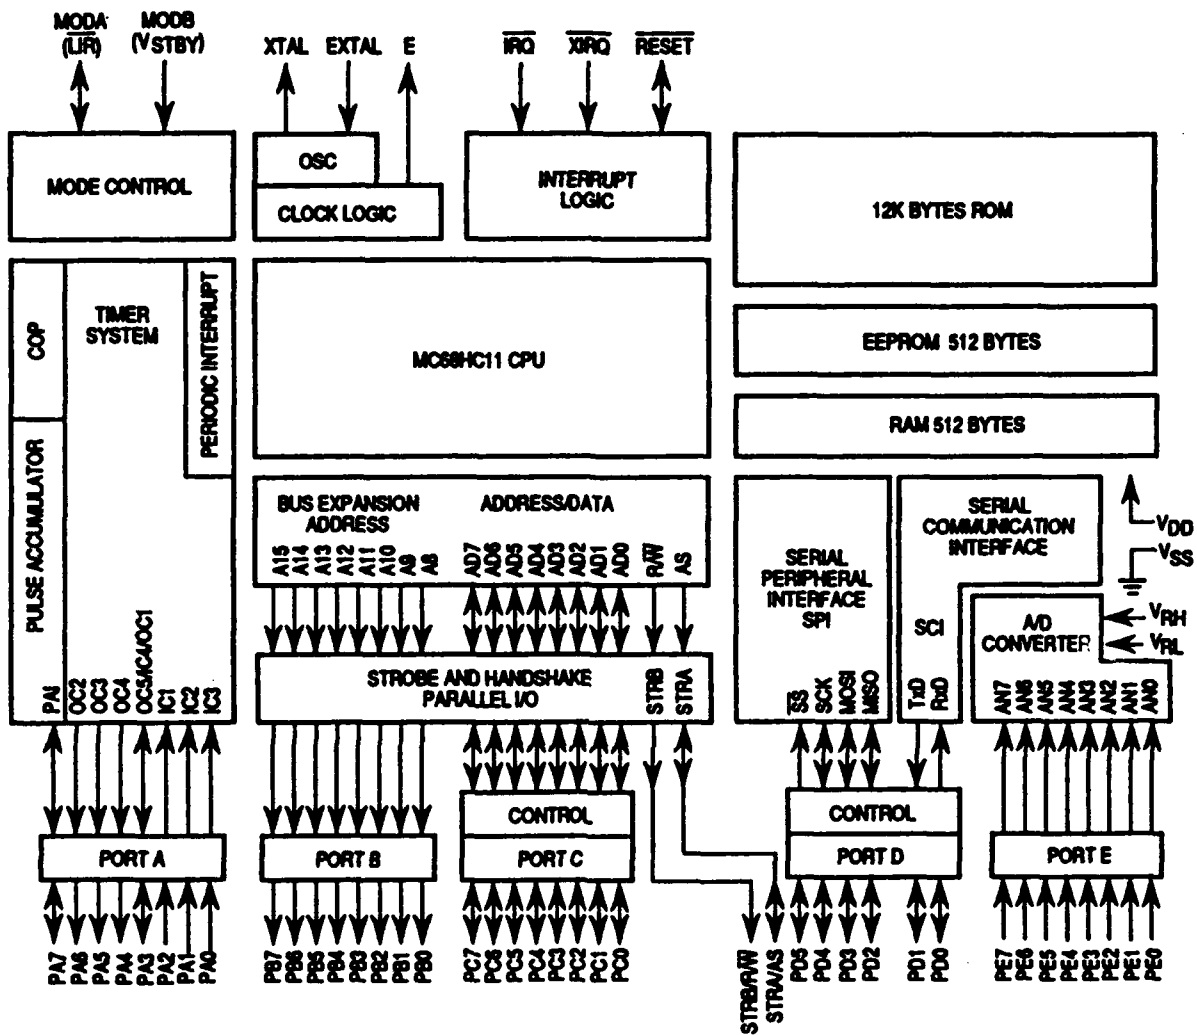 MODA MODB
(LIR) (VSTBY) XTAL EXTAL E IRQ XIRQ RESET
MODE CONTROL
OSC
CLOCK LOGIC
INTERRUPT
LOGIC
12K BYTES ROM
COP
TIMER
SYSTEM
PERIODIC INTERRUPT
PULSE ACCUMULATOR
MC68HC11 CPU
EEPROM 512 BYTES
RAM 512 BYTES
BUS EXPANSION
ADDRESS
ADDRESS/DATA
A15 A14 A13 A12 A11 A10 A9 A8 AD7 AD6 AD5 AD4 AD3 AD2 AD1 AD0 R/W AS
SERIAL
PERIPHERAL
INTERFACE
SPI
SERIAL
COMMUNICATION
INTERFACE
SCI
VDD
VSS
VRH
VRL
A/D
CONVERTER
STROBE AND HANDSHAKE
PARALLEL I/O
STRB STRA
PAI OC2 OC3 OC4 OC5/IC4/OC1 IC1 IC2 IC3
SS SCK MOSI MISO TxD RxD
AN7 AN6 AN5 AN4 AN3 AN2 AN1 AN0
CONTROL
CONTROL
PORT A PORT B PORT C PORT D PORT E
PA7 PA6 PA5 PA4 PA3 PA2 PA1 PA0
PB7 PB6 PB5 PB4 PB3 PB2 PB1 PB0
PC7 PC6 PC5 PC4 PC3 PC2 PC1 PC0
STRB/R/W STRA/AS
PD5 PD4 PD3 PD2 PD1 PD0
PE7 PE6 PE5 PE4 PE3 PE2 PE1 PE0